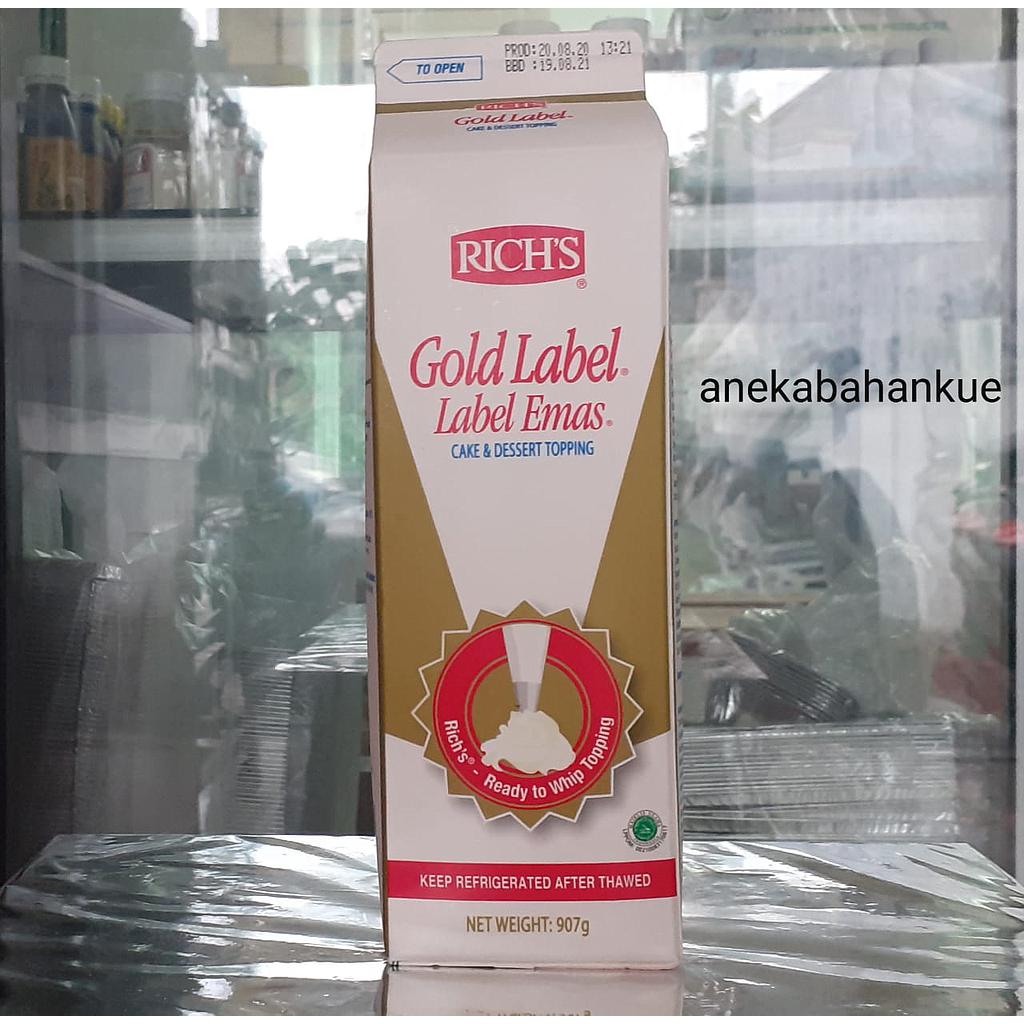 TO OPEN
PROD:20.08.20 13:21
BBD :19.08.21
RICH'S
Gold Label
CAKE & DESSERT TOPPING
RICH'S®
Gold Label®
Label Emas®
CAKE & DESSERT TOPPING
anekabahankue
Rich's® - Ready to Whip Topping
KEEP REFRIGERATED AFTER THAWED
NET WEIGHT: 907g